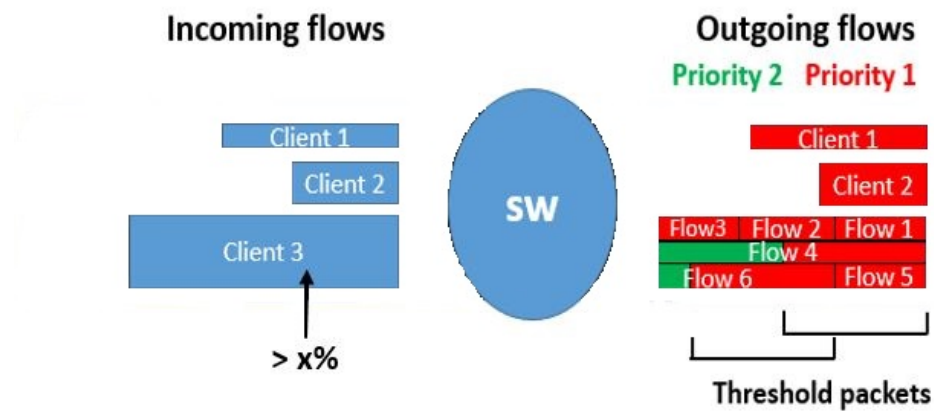 Incoming flows
Outgoing flows
Priority 2 Priority 1
Client 1
Client 2
Client 3
> x%
SW
Client 1
Client 2
Flow3 Flow 2 Flow 1
Flow 4
Flow 6 Flow 5
Threshold packets